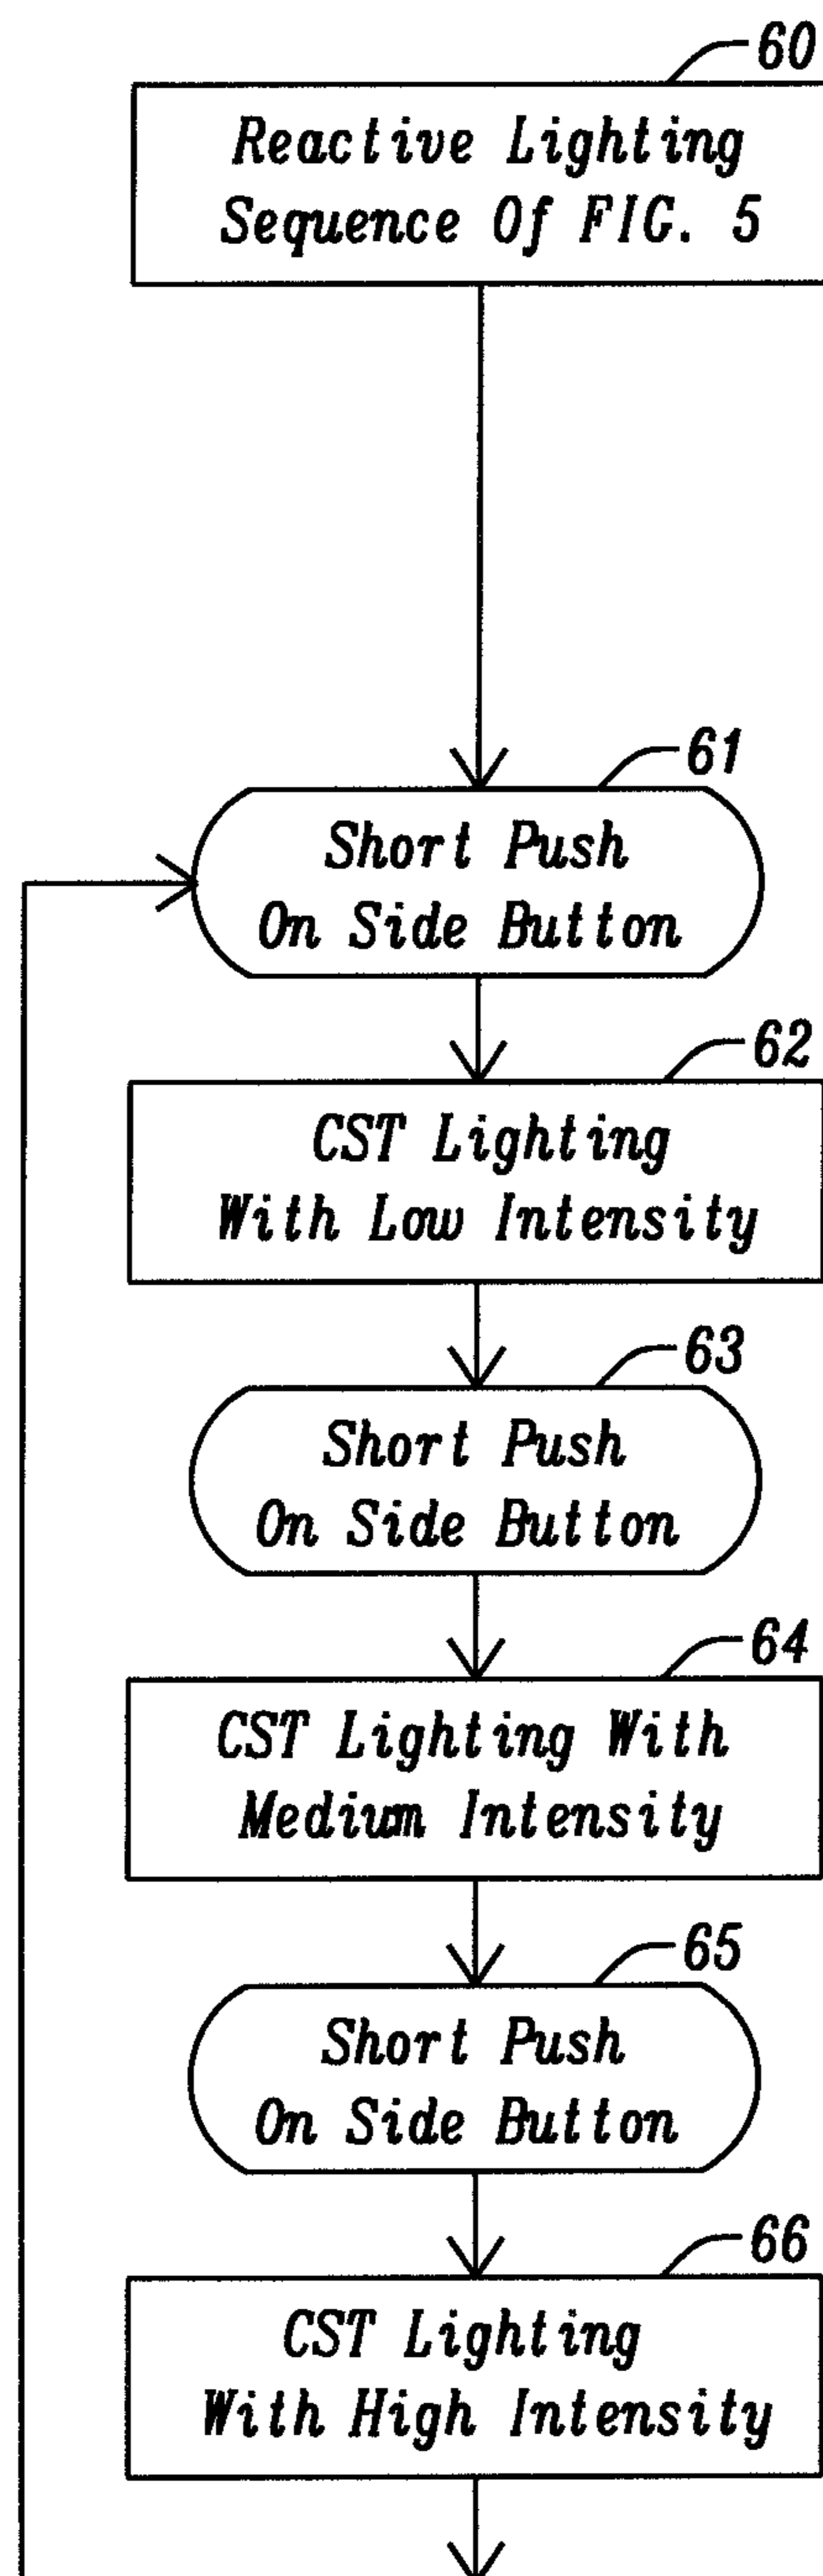 60
Reactive Lighting
Sequence Of FIG. 5
61
Short Push
On Side Button
62
CST Lighting
With Low Intensity
63
Short Push
On Side Button
64
CST Lighting With
Medium Intensity
65
Short Push
On Side Button
66
CST Lighting
With High Intensity